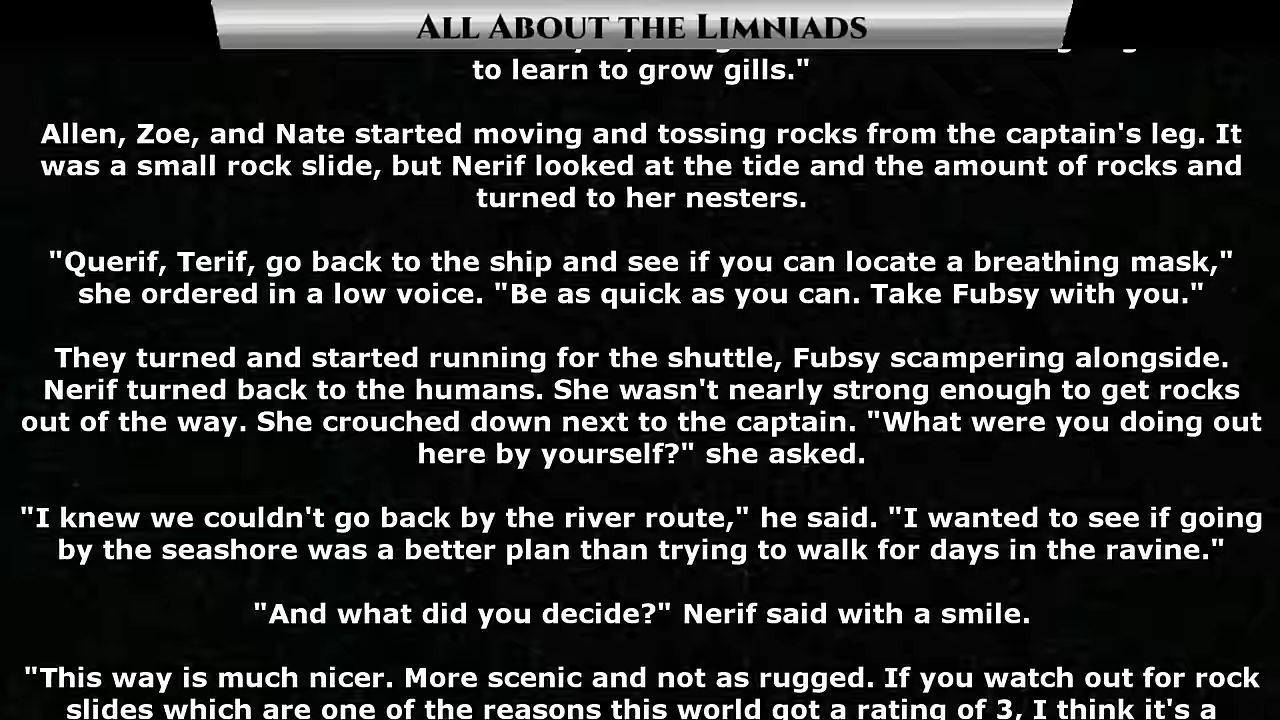 All About the Limniads
to learn to grow gills."
Allen, Zoe, and Nate started moving and tossing rocks from the captain's leg. It
was a small rock slide, but Nerif looked at the tide and the amount of rocks and
turned to her nesters.
"Querif, Terif, go back to the ship and see if you can locate a breathing mask,"
she ordered in a low voice. "Be as quick as you can. Take Fubsy with you."
They turned and started running for the shuttle, Fubsy scampering alongside.
Nerif turned back to the humans. She wasn't nearly strong enough to get rocks
out of the way. She crouched down next to the captain. "What were you doing out
here by yourself?" she asked.
"I knew we couldn't go back by the river route," he said. "I wanted to see if going
by the seashore was a better plan than trying to walk for days in the ravine."
"And what did you decide?" Nerif said with a smile.
"This way is much nicer. More scenic and not as rugged. If you watch out for rock
slides which are one of the reasons this world got a rating of 3, I think it's a